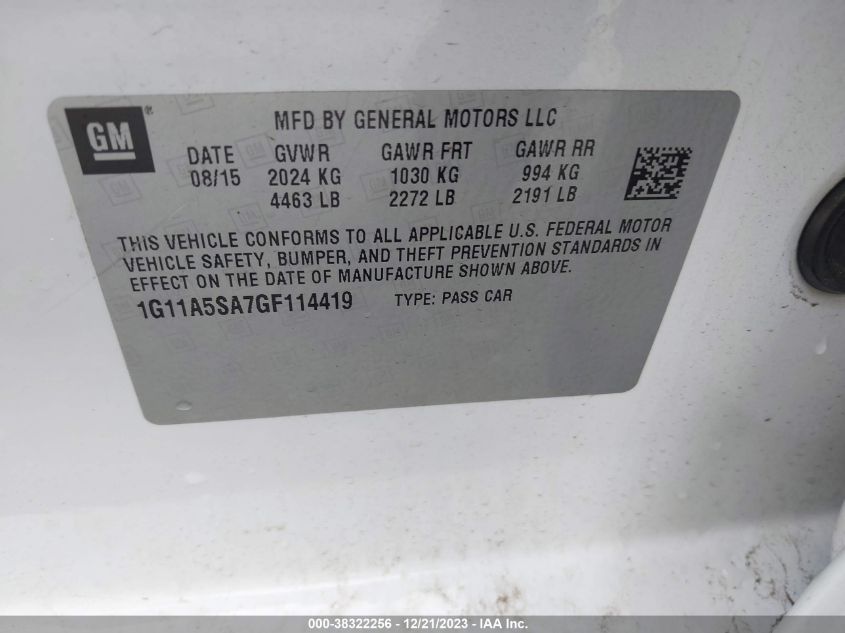 GM®
MFD BY GENERAL MOTORS LLC
DATE GVWR GAWR FRT GAWR RR
08/15 2024 KG 1030 KG 994 KG
4463 LB 2272 LB 2191 LB
THIS VEHICLE CONFORMS TO ALL APPLICABLE U.S. FEDERAL MOTOR
VEHICLE SAFETY, BUMPER, AND THEFT PREVENTION STANDARDS IN
EFFECT ON THE DATE OF MANUFACTURE SHOWN ABOVE.
1G11A5SA7GF114419 TYPE: PASS CAR
000-38322256 - 12/21/2023 - IAA Inc.